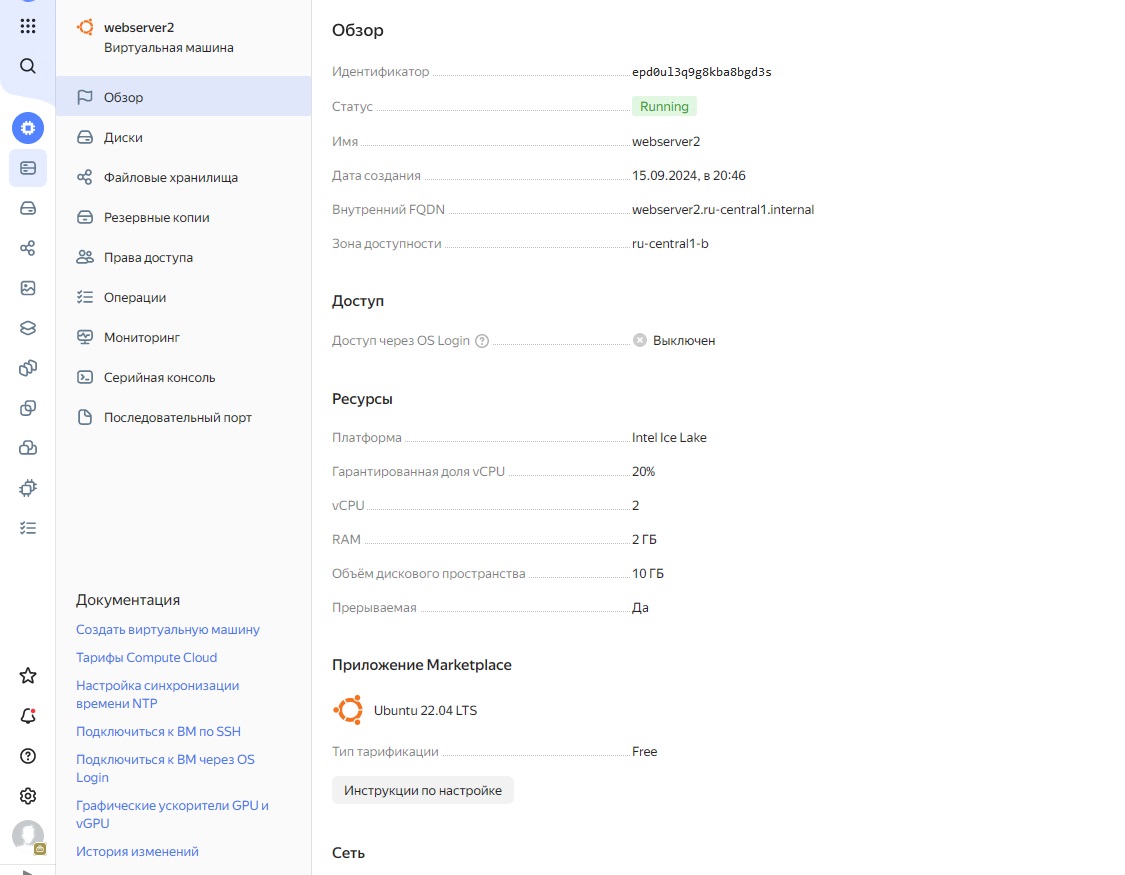 webserver2
Виртуальная машина
Обзор
Диски
Файловые хранилища
Резервные копии
Права доступа
Операции
Мониторинг
Серийная консоль
Последовательный порт
Документация
Создать виртуальную машину
Тарифы Compute Cloud
Настройка синхронизации
времени NTP
Подключиться к ВМ по SSH
Подключиться к ВМ через OS
Login
Графические ускорители GPU и
vGPU
История изменений
Обзор
Идентификатор epd0ul3q9g8kba8bgd3s
Статус Running
Имя webserver2
Дата создания 15.09.2024, в 20:46
Внутренний FQDN webserver2.ru-central1.internal
Зона доступности ru-central1-b
Доступ
Доступ через OS Login Выключен
Ресурсы
Платформа Intel Ice Lake
Гарантированная доля vCPU 20%
vCPU 2
RAM 2 ГБ
Объём дискового пространства 10 ГБ
Прерываемая Да
Приложение Marketplace
Ubuntu 22.04 LTS
Тип тарификации Free
Инструкции по настройке
Сеть